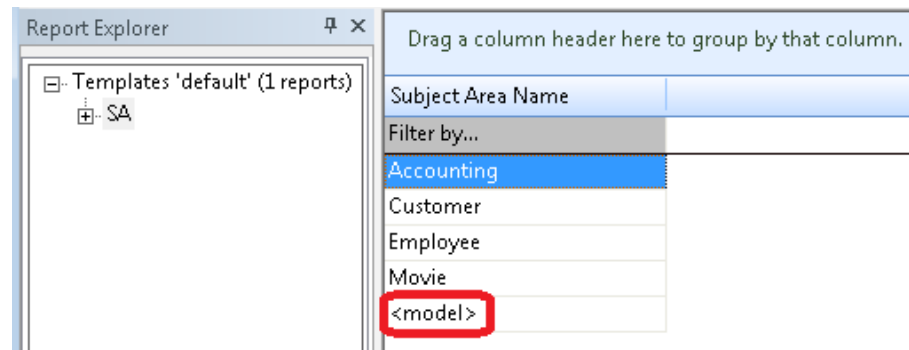 Report Explorer
Templates 'default' (1 reports)
SA
Drag a column header here to group by that column.
Subject Area Name
Filter by...
Accounting
Customer
Employee
Movie
<model>